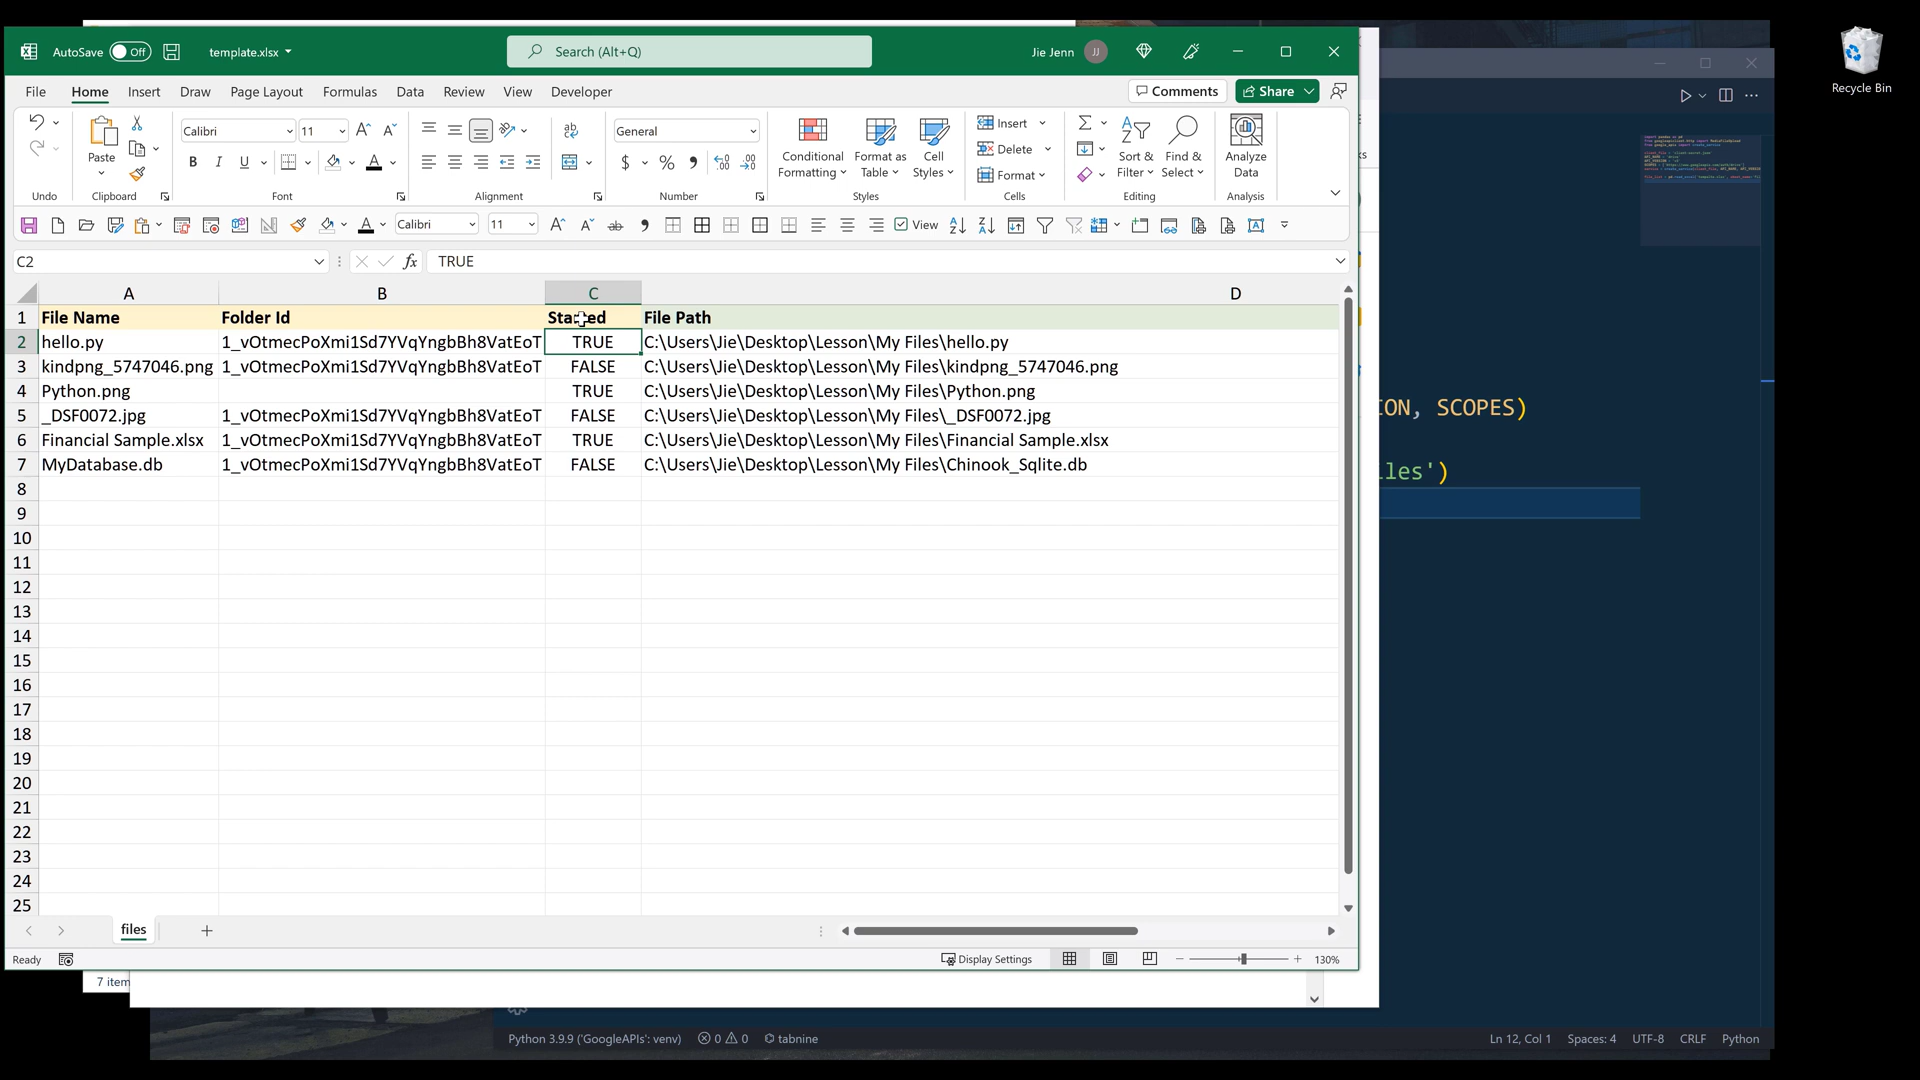 AutoSave Off template.xlsx Search (Alt+Q) Jie Jenn JJ
File Home Insert Draw Page Layout Formulas Data Review View Developer Comments Share
Calibri 11 General Insert
Paste Conditional Formatting Format as Table Cell Styles Delete Sort & Filter Find & Select Analyze Data
B I U $ % Format
Undo Clipboard Font Alignment Number Styles Cells Editing Analysis
Calibri 11 View
C2 fx TRUE
A B C D
1 File Name Folder Id File Path
2 hello.py 1_vOtmecPoXmi1Sd7YVqYngbBh8VatEoT TRUE C:\Users\Jie\Desktop\Lesson\My Files\hello.py
3 kindpng_5747046.png 1_vOtmecPoXmi1Sd7YVqYngbBh8VatEoT FALSE C:\Users\Jie\Desktop\Lesson\My Files\kindpng_5747046.png
4 Python.png TRUE C:\Users\Jie\Desktop\Lesson\My Files\Python.png
5 _DSF0072.jpg 1_vOtmecPoXmi1Sd7YVqYngbBh8VatEoT FALSE C:\Users\Jie\Desktop\Lesson\My Files\_DSF0072.jpg
6 Financial Sample.xlsx 1_vOtmecPoXmi1Sd7YVqYngbBh8VatEoT TRUE C:\Users\Jie\Desktop\Lesson\My Files\Financial Sample.xlsx
7 MyDatabase.db 1_vOtmecPoXmi1Sd7YVqYngbBh8VatEoT FALSE C:\Users\Jie\Desktop\Lesson\My Files\Chinook_Sqlite.db
8
9
10
11
12
13
14
15
16
17
18
19
20
21
22
23
24
25
files
Ready Display Settings 130%
7 item
ION, SCOPES)
iles')
Python 3.9.9 ('GoogleAPIs': venv) 0 0 tabnine Ln 12, Col 1 Spaces: 4 UTF-8 CRLF Python
Recycle Bin